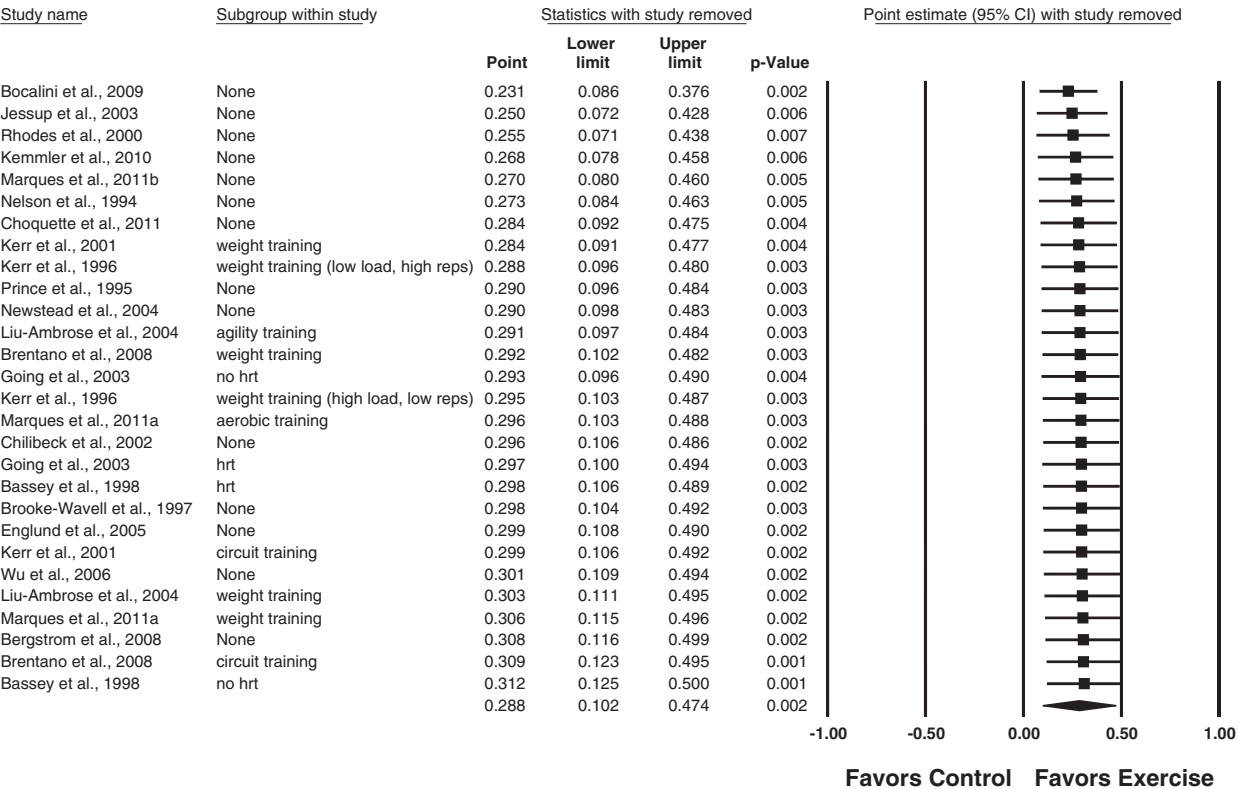 Study name Subgroup within study Statistics with study removed Point estimate (95% CI) with study removed
Lower Upper
Point limit limit p-Value
Bocalini et al., 2009 None 0.231 0.086 0.376 0.002
Jessup et al., 2003 None 0.250 0.072 0.428 0.006
Rhodes et al., 2000 None 0.255 0.071 0.438 0.007
Kemmler et al., 2010 None 0.268 0.078 0.458 0.006
Marques et al., 2011b None 0.270 0.080 0.460 0.005
Nelson et al., 1994 None 0.273 0.084 0.463 0.005
Choquette et al., 2011 None 0.284 0.092 0.475 0.004
Kerr et al., 2001 weight training 0.284 0.091 0.477 0.004
Kerr et al., 1996 weight training (low load, high reps) 0.288 0.096 0.480 0.003
Prince et al., 1995 None 0.290 0.096 0.484 0.003
Newstead et al., 2004 None 0.290 0.098 0.483 0.003
Liu-Ambrose et al., 2004 agility training 0.291 0.097 0.484 0.003
Brentano et al., 2008 weight training 0.292 0.102 0.482 0.003
Going et al., 2003 no hrt 0.293 0.096 0.490 0.004
Kerr et al., 1996 weight training (high load, low reps) 0.295 0.103 0.487 0.003
Marques et al., 2011a aerobic training 0.296 0.103 0.488 0.003
Chilibeck et al., 2002 None 0.296 0.106 0.486 0.002
Going et al., 2003 hrt 0.297 0.100 0.494 0.003
Bassey et al., 1998 hrt 0.298 0.106 0.489 0.002
Brooke-Wavell et al., 1997 None 0.298 0.104 0.492 0.003
Englund et al., 2005 None 0.299 0.108 0.490 0.002
Kerr et al., 2001 circuit training 0.299 0.106 0.492 0.002
Wu et al., 2006 None 0.301 0.109 0.494 0.002
Liu-Ambrose et al., 2004 weight training 0.303 0.111 0.495 0.002
Marques et al., 2011a weight training 0.306 0.115 0.496 0.002
Bergstrom et al., 2008 None 0.308 0.116 0.499 0.002
Brentano et al., 2008 circuit training 0.309 0.123 0.495 0.001
Bassey et al., 1998 no hrt 0.312 0.125 0.500 0.001
0.288 0.102 0.474 0.002
-1.00 -0.50 0.00 0.50 1.00
Favors Control Favors Exercise